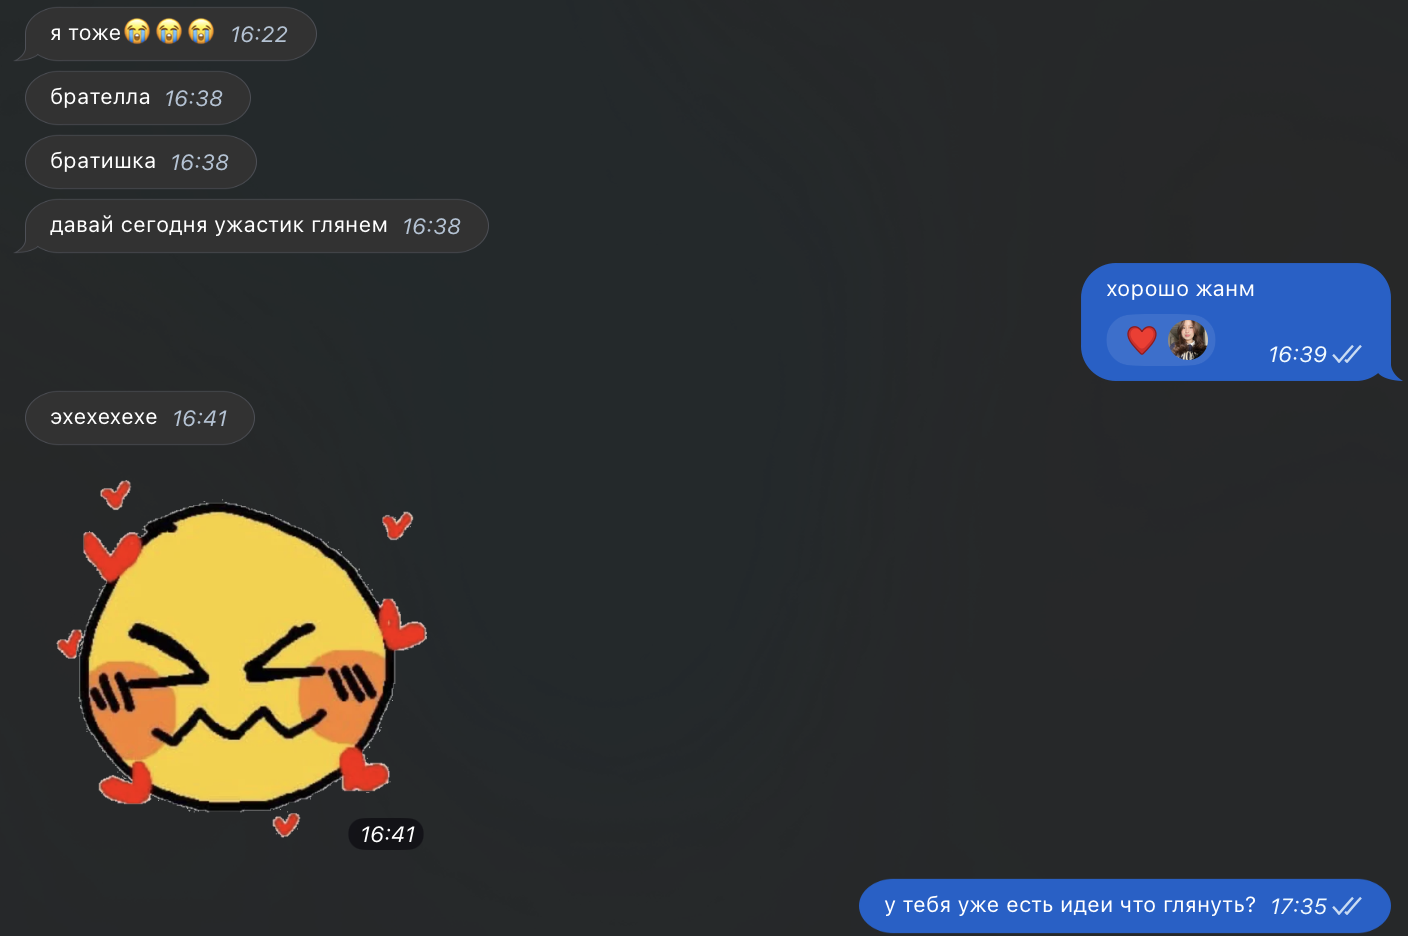 я тоже😭😭😭 16:22
брателла 16:38
братишка 16:38
давай сегодня ужастик глянем 16:38
хорошо жанм
16:39
эхехехехе 16:41
16:41
у тебя уже есть идеи что глянуть? 17:35